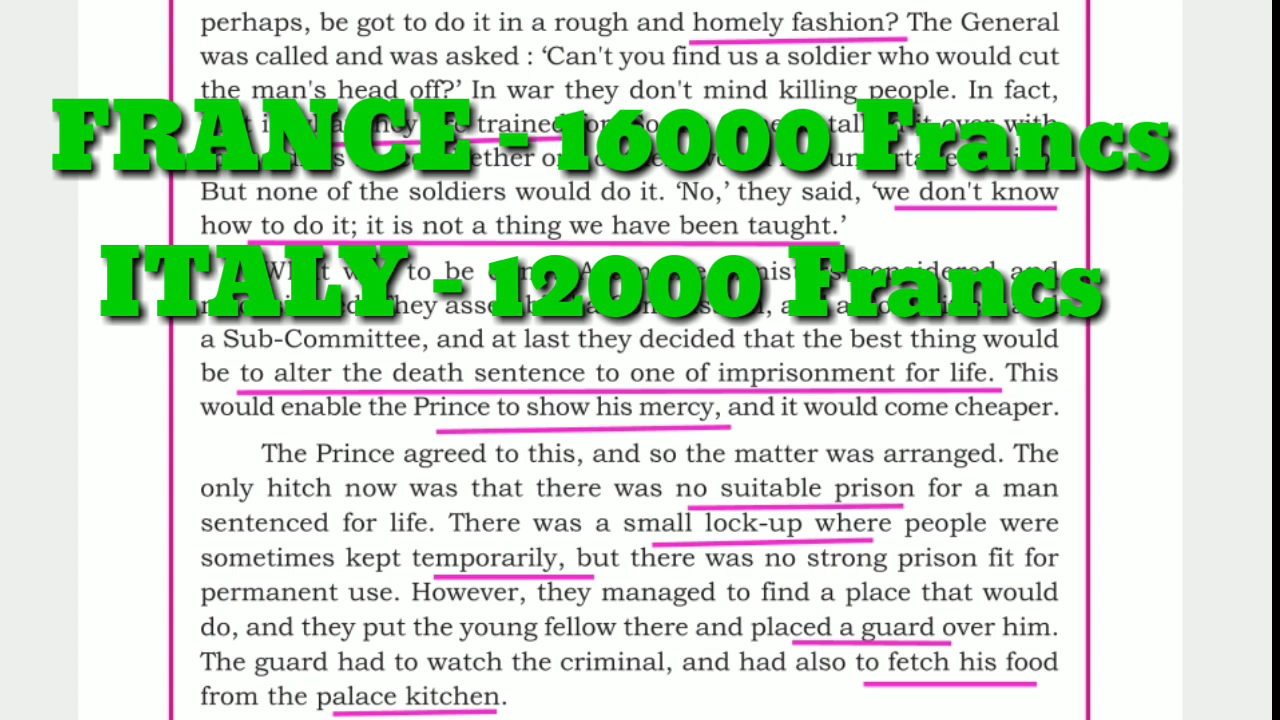 perhaps, be got to do it in a rough and homely fashion? The General
was called and was asked : ‘Can't you find us a soldier who would cut
the man's head off?’ In war they don't mind killing people. In fact,
trained
FRANCE - 16000 Francs
But none of the soldiers would do it. ‘No,’ they said, ‘we don't know
how to do it; it is not a thing we have been taught.’
to be
ITALY - 12000 Francs
a Sub-Committee, and at last they decided that the best thing would
be to alter the death sentence to one of imprisonment for life. This
would enable the Prince to show his mercy, and it would come cheaper.
The Prince agreed to this, and so the matter was arranged. The
only hitch now was that there was no suitable prison for a man
sentenced for life. There was a small lock-up where people were
sometimes kept temporarily, but there was no strong prison fit for
permanent use. However, they managed to find a place that would
do, and they put the young fellow there and placed a guard over him.
The guard had to watch the criminal, and had also to fetch his food
from the palace kitchen.